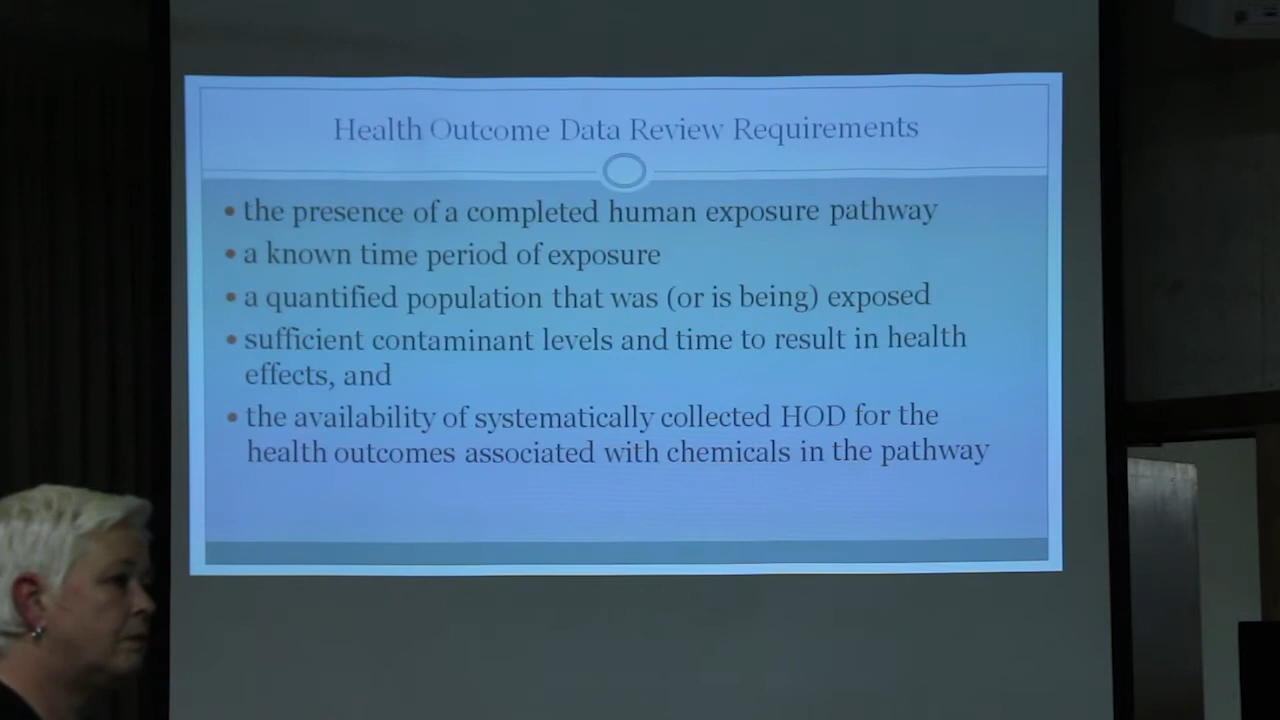 Health Outcome Data Review Requirements
• the presence of a completed human exposure pathway
• a known time period of exposure
• a quantified population that was (or is being) exposed
• sufficient contaminant levels and time to result in health
effects, and
• the availability of systematically collected HOD for the
health outcomes associated with chemicals in the pathway